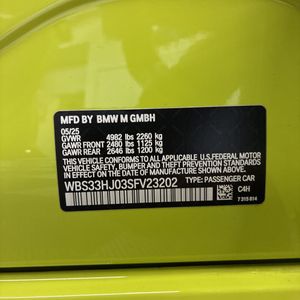 MFD BY BMW M GMBH
05/25
GVWR 4982 lbs 2260 kg
GAWR FRONT 2480 lbs 1125 kg
GAWR REAR 2646 lbs 1200 kg
THIS VEHICLE CONFORMS TO ALL APPLICABLE U.S. FEDERAL MOTOR
VEHICLE SAFETY, BUMPER AND THEFT PREVENTION STANDARDS
IN EFFECT ON THE DATE OF MANUFACTURE SHOWN ABOVE.
WBS33HJ03SFV23202 TYPE: PASSENGER CAR
C4H
7 315 814